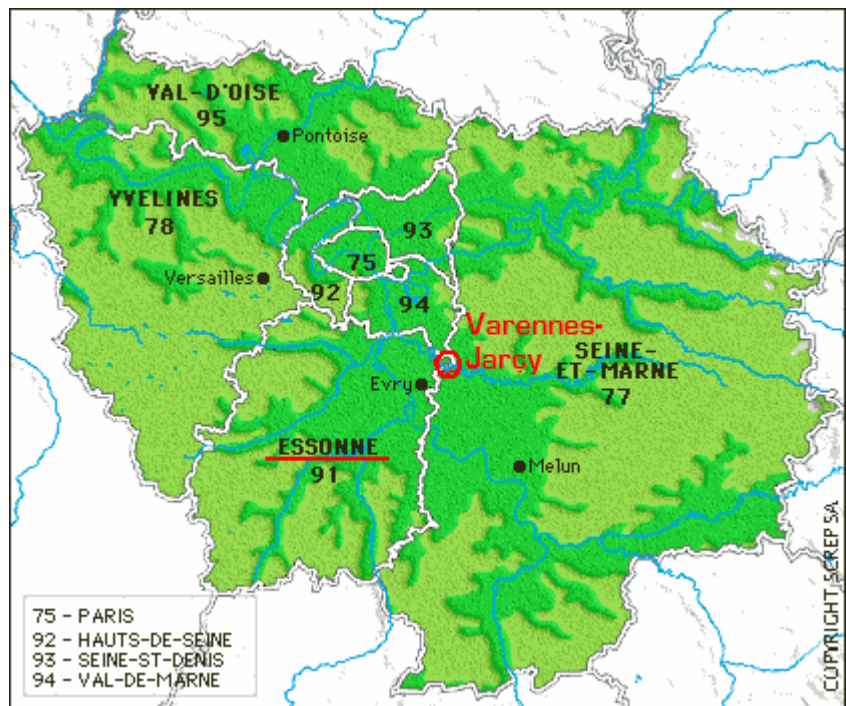 VAL-D'OISE
95
Pontoise
YVELINES
78
93
75
Versailles
92
94
Varennes-
Jarçy
SEINE-
ET-MARNE
77
Evry
ESSONNE
91
Melun
75 - PARIS
92 - HAUTS-DE-SEINE
93 - SEINE-ST-DENIS
94 - VAL-DE-MARNE
COPYRIGHT SCREP SA